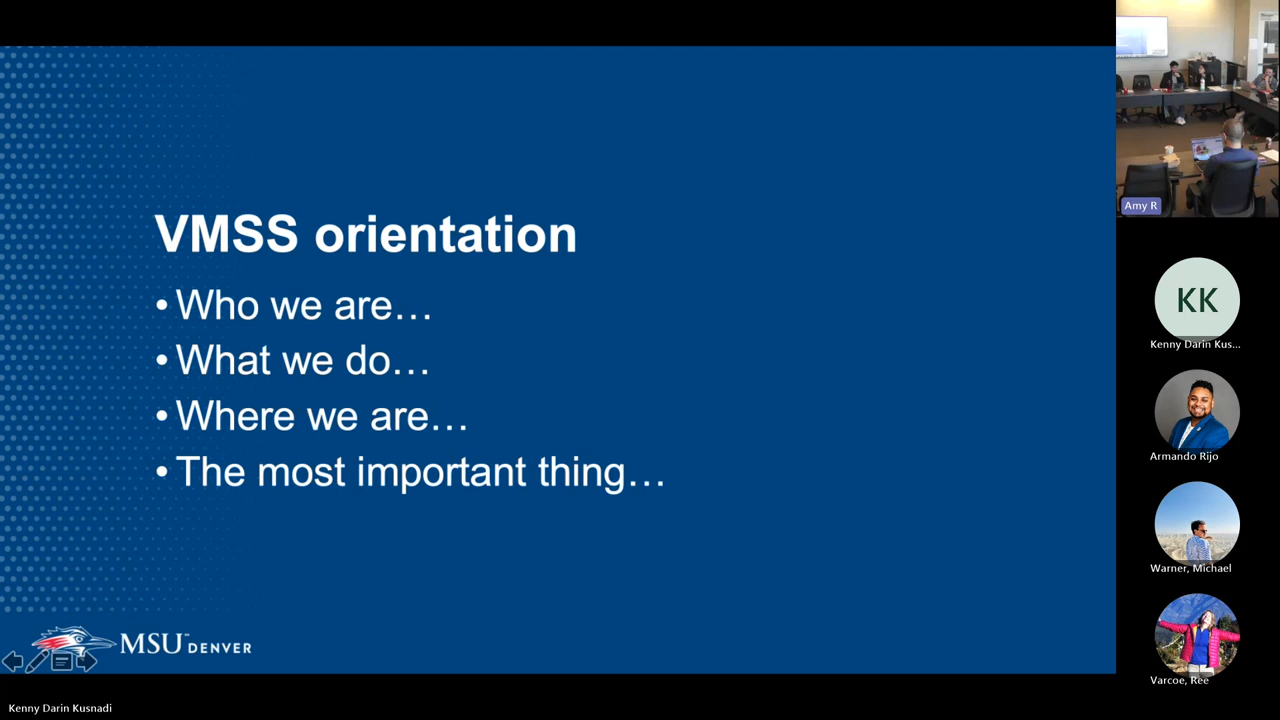 VMSS orientation
• Who we are…
• What we do…
• Where we are…
• The most important thing…
MSU DENVER
Kenny Darin Kusnadi
Amy R
KK
Kenny Darin Kus...
Armando Rijo
Warner, Michael
Varcoe, Ree